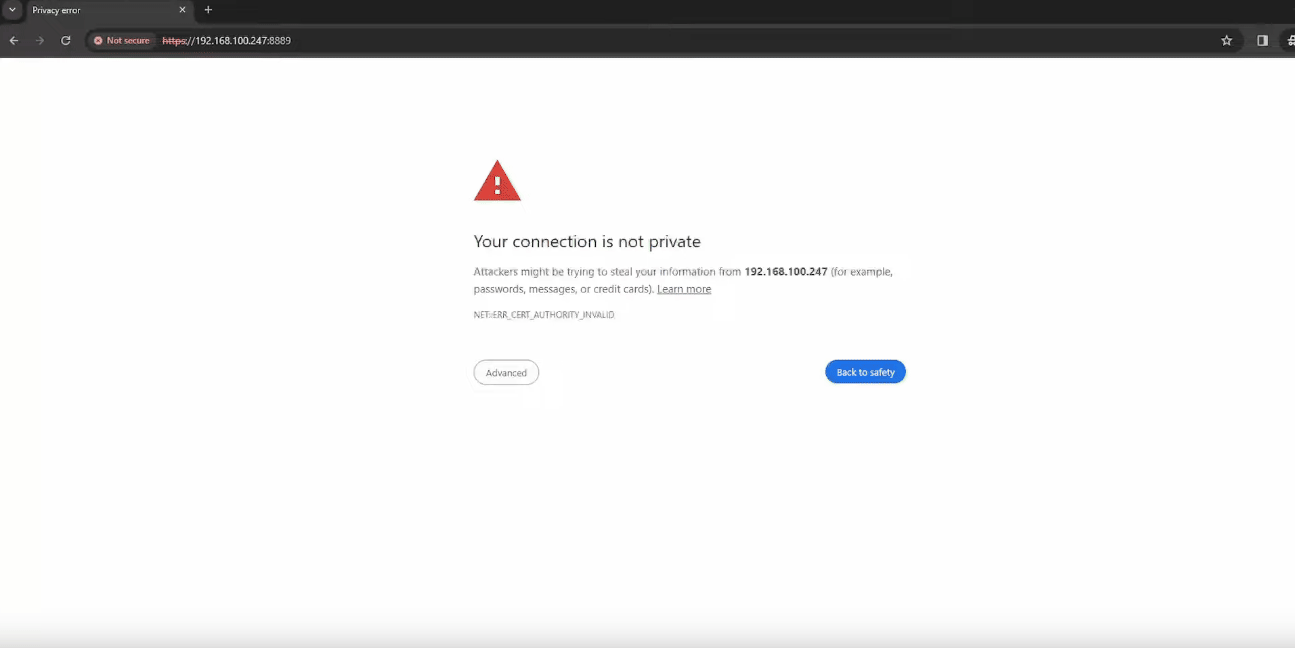 Privacy error
Not secure https://192.168.100.247:8889
Your connection is not private
Attackers might be trying to steal your information from 192.168.100.247 (for example,
passwords, messages, or credit cards). Learn more
NET::ERR_CERT_AUTHORITY_INVALID
Advanced
Back to safety